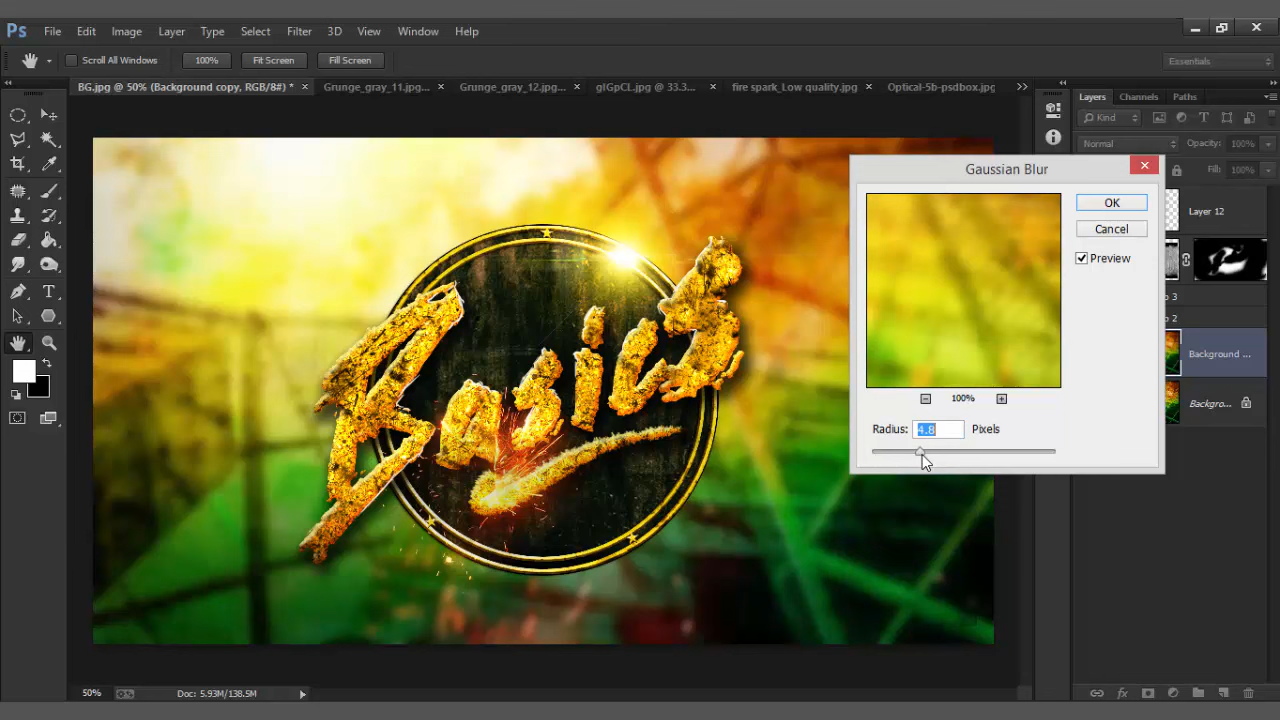 Ps File Edit Image Layer Type Select Filter 3D View Window Help
Scroll All Windows 100% Fit Screen Fill Screen Essentials
BG.jpg @ 50% (Background copy, RGB/8#) * × Grunge_gray_11.jpg... × Grunge_gray_12.jpg... × glGpCL.jpg @ 33.3... × fire spark_Low quality.jpg × Optical-5b-psdbox.jpg
Layers Channels Paths
Kind
Normal Opacity: 100%
Fill: 100%
Gaussian Blur
OK
Cancel
Preview
100%
Radius: 4.8 Pixels
Layer 12
p 3
p 2
Background ...
Backgro...
Basics
50% Doc: 5.93M/138.5M